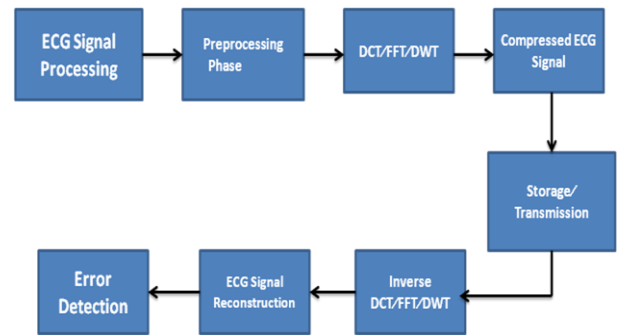 ECG Signal
Processing
Preprocessing
Phase
DCT/FFT/DWT
Compressed ECG
Signal
Storage/
Transmission
Inverse
DCT/FFT/DWT
ECG Signal
Reconstruction
Error
Detection